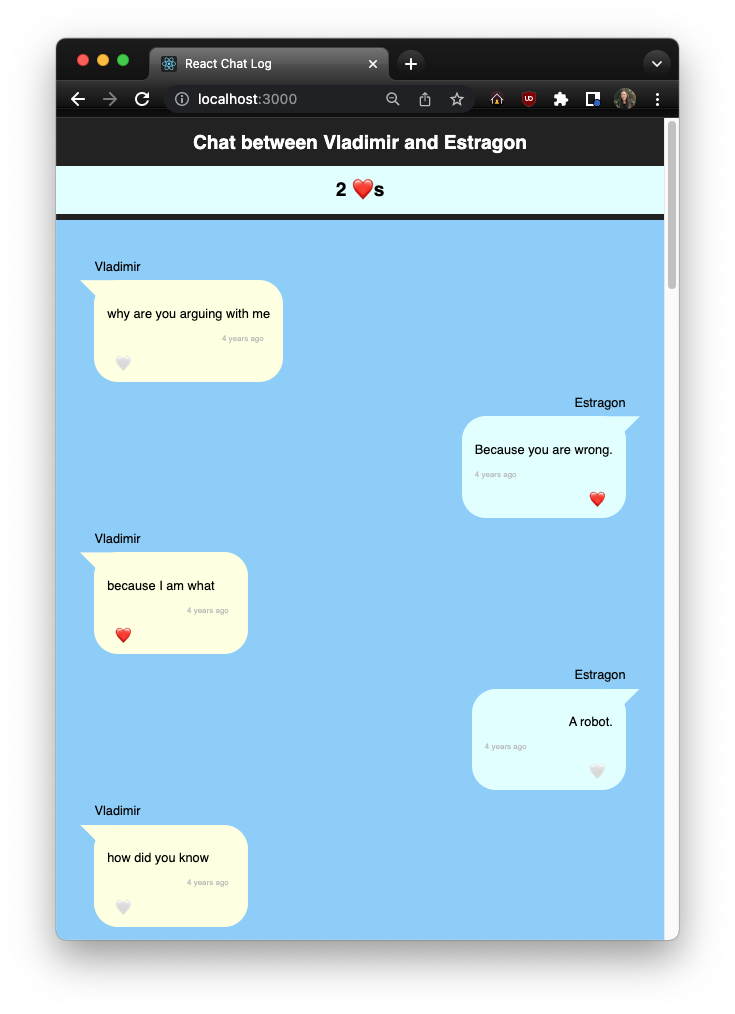 React Chat Log
localhost:3000
Chat between Vladimir and Estragon
2 ❤️s
Vladimir
why are you arguing with me
4 years ago
🤍
Estragon
Because you are wrong.
4 years ago
❤️
Vladimir
because I am what
4 years ago
❤️
Estragon
A robot.
4 years ago
🤍
Vladimir
how did you know
4 years ago
🤍